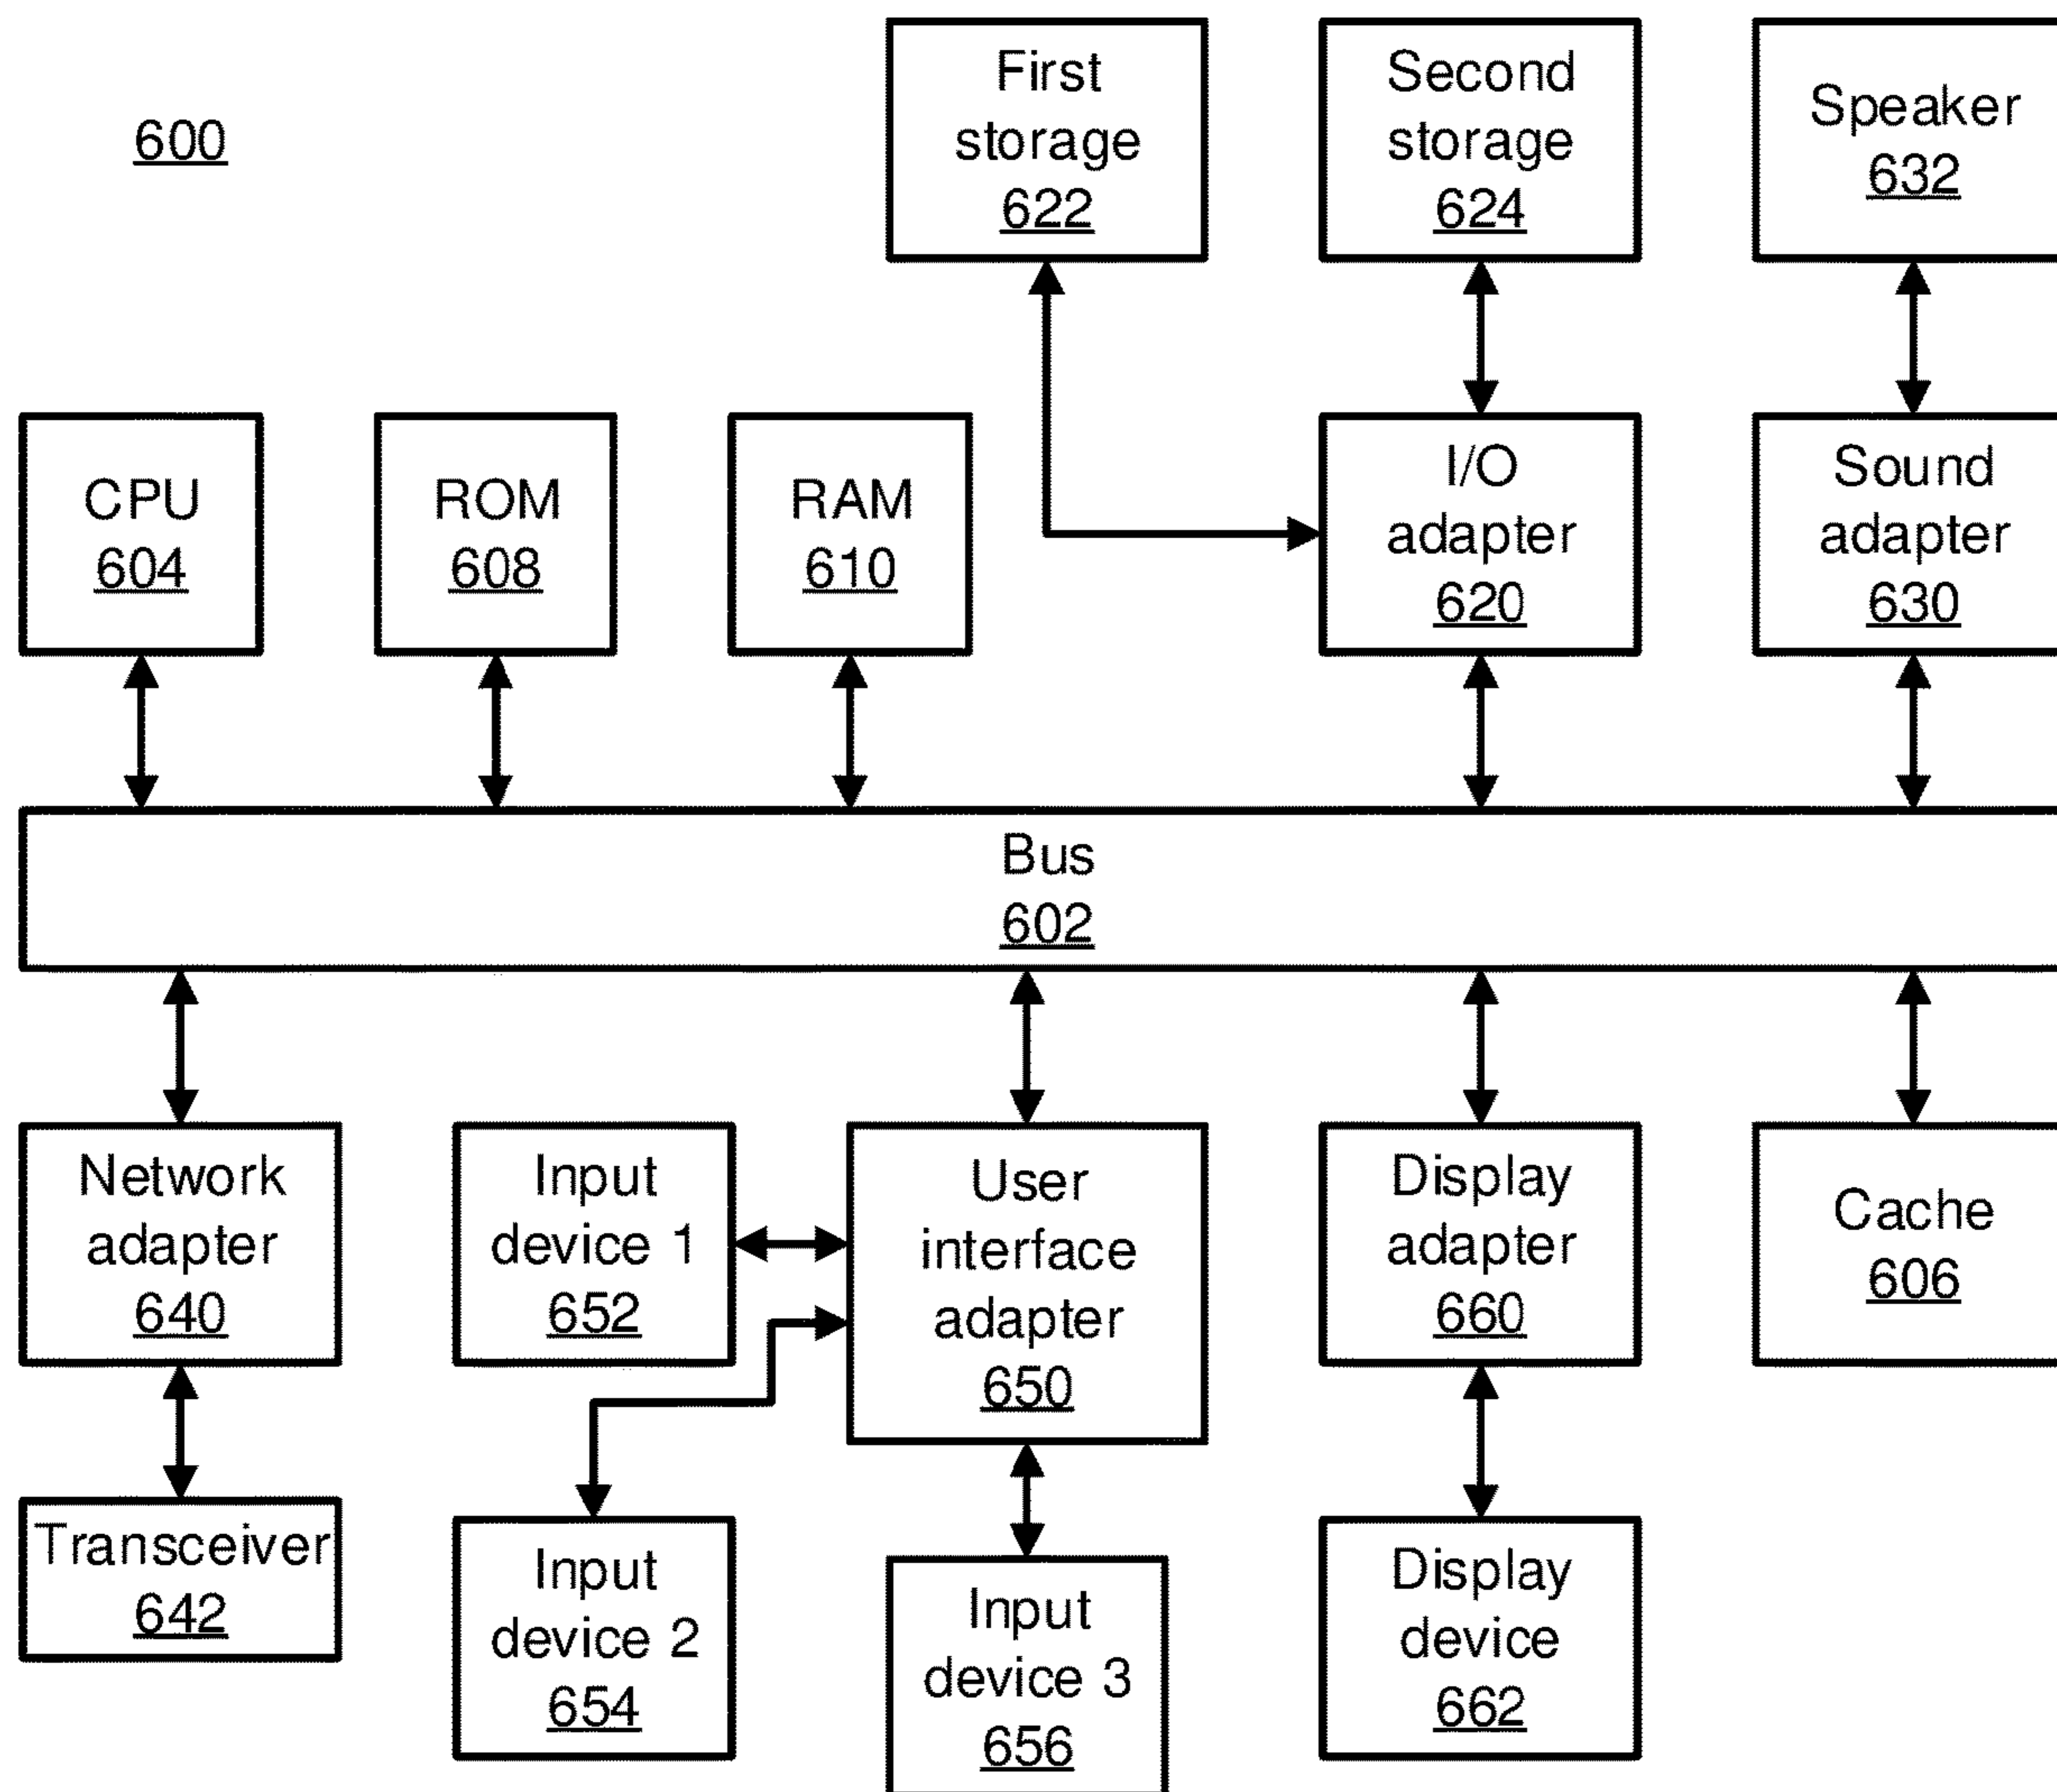 600
First
storage
622
Second
storage
624
Speaker
632
CPU
604
ROM
608
RAM
610
I/O
adapter
620
Sound
adapter
630
Bus
602
Network
adapter
640
Input
device 1
652
User
interface
adapter
650
Display
adapter
660
Cache
606
Transceiver
642
Input
device 2
654
Input
device 3
656
Display
device
662